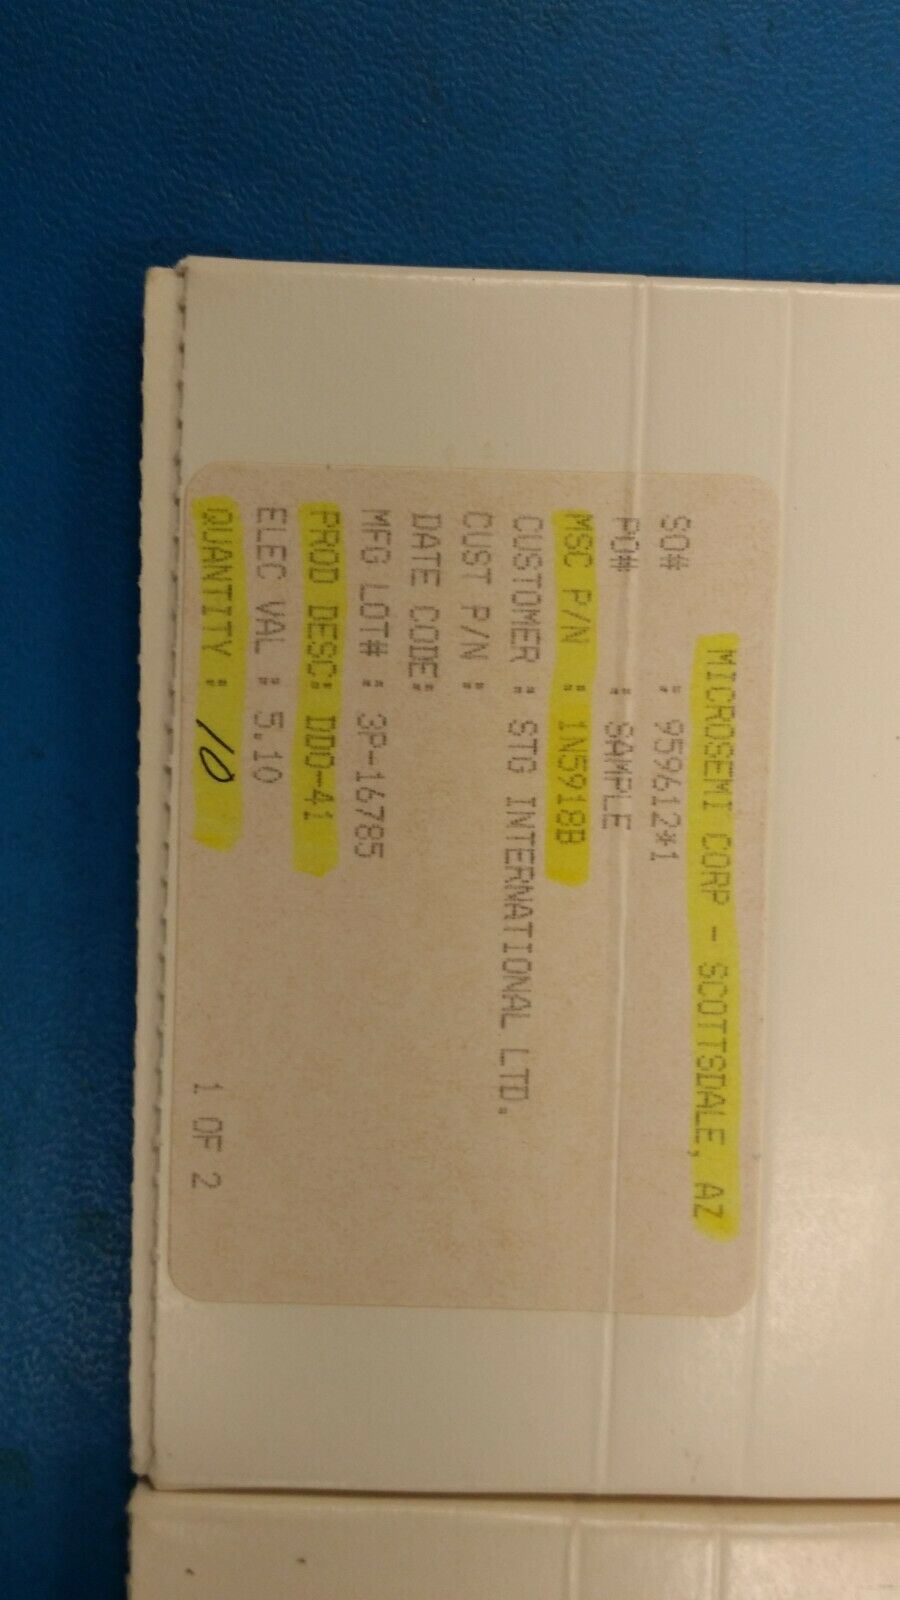 MICROSEMI CORP - SCOTTSDALE, AZ
SO# : 959612*1
PO# : SAMPLE
MSC P/N : 1N5918B
CUSTOMER : STG INTERNATIONAL LTD.
CUST P/N :
DATE CODE:
MFG LOT# : 3P-16785
PROD DESC: DDO-41
ELEC VAL : 5.10
QUANTITY : 10
1 OF 2